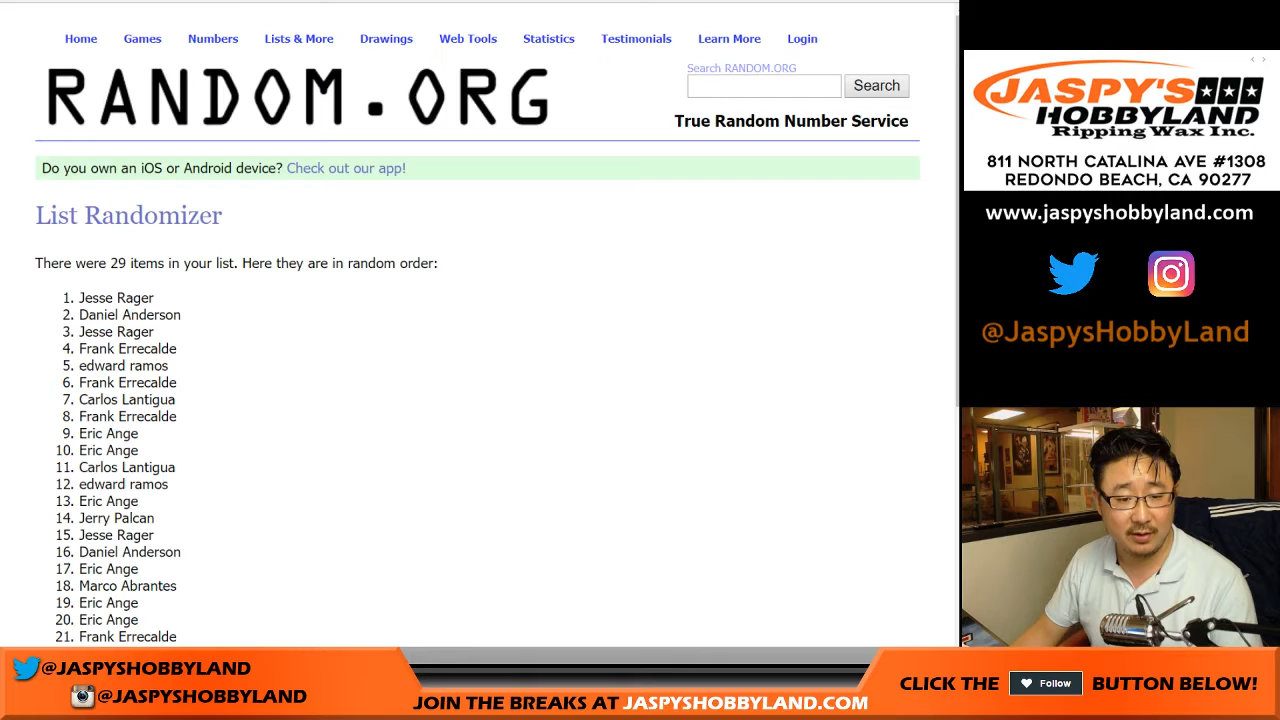 Home Games Numbers Lists & More Drawings Web Tools Statistics Testimonials Learn More Login
RANDOM.ORG
Search RANDOM.ORG
Search
True Random Number Service
Do you own an iOS or Android device? Check out our app!
List Randomizer
There were 29 items in your list. Here they are in random order:
1. Jesse Rager
2. Daniel Anderson
3. Jesse Rager
4. Frank Errecalde
5. edward ramos
6. Frank Errecalde
7. Carlos Lantigua
8. Frank Errecalde
9. Eric Ange
10. Eric Ange
11. Carlos Lantigua
12. edward ramos
13. Eric Ange
14. Jerry Palcan
15. Jesse Rager
16. Daniel Anderson
17. Eric Ange
18. Marco Abrantes
19. Eric Ange
20. Eric Ange
21. Frank Errecalde
JASPY'S
HOBBYLAND
Ripping Wax Inc.
811 NORTH CATALINA AVE #1308
REDONDO BEACH, CA 90277
www.jaspyshobbyland.com
@JaspysHobbyLand
@JASPYSHOBBYLAND
@JASPYSHOBBYLAND
JOIN THE BREAKS AT JASPYSHOBBYLAND.COM
CLICK THE Follow BUTTON BELOW!